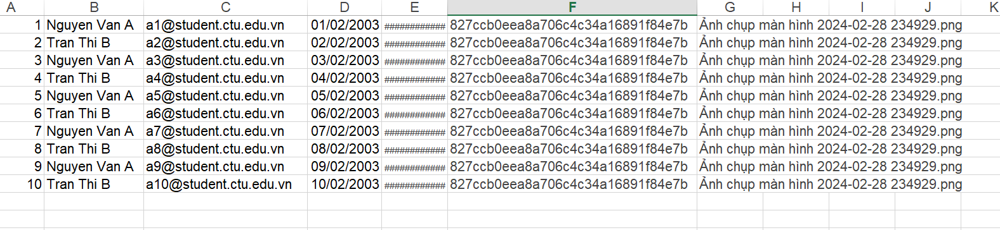 A B C D E F G H I J K
1 Nguyen Van A a1@student.ctu.edu.vn 01/02/2003 ############ 827ccb0eea8a706c4c34a16891f84e7b Ảnh chụp màn hình 2024-02-28 234929.png
2 Tran Thi B a2@student.ctu.edu.vn 02/02/2003 ############ 827ccb0eea8a706c4c34a16891f84e7b Ảnh chụp màn hình 2024-02-28 234929.png
3 Nguyen Van A a3@student.ctu.edu.vn 03/02/2003 ############ 827ccb0eea8a706c4c34a16891f84e7b Ảnh chụp màn hình 2024-02-28 234929.png
4 Tran Thi B a4@student.ctu.edu.vn 04/02/2003 ############ 827ccb0eea8a706c4c34a16891f84e7b Ảnh chụp màn hình 2024-02-28 234929.png
5 Nguyen Van A a5@student.ctu.edu.vn 05/02/2003 ############ 827ccb0eea8a706c4c34a16891f84e7b Ảnh chụp màn hình 2024-02-28 234929.png
6 Tran Thi B a6@student.ctu.edu.vn 06/02/2003 ############ 827ccb0eea8a706c4c34a16891f84e7b Ảnh chụp màn hình 2024-02-28 234929.png
7 Nguyen Van A a7@student.ctu.edu.vn 07/02/2003 ############ 827ccb0eea8a706c4c34a16891f84e7b Ảnh chụp màn hình 2024-02-28 234929.png
8 Tran Thi B a8@student.ctu.edu.vn 08/02/2003 ############ 827ccb0eea8a706c4c34a16891f84e7b Ảnh chụp màn hình 2024-02-28 234929.png
9 Nguyen Van A a9@student.ctu.edu.vn 09/02/2003 ############ 827ccb0eea8a706c4c34a16891f84e7b Ảnh chụp màn hình 2024-02-28 234929.png
10 Tran Thi B a10@student.ctu.edu.vn 10/02/2003 ############ 827ccb0eea8a706c4c34a16891f84e7b Ảnh chụp màn hình 2024-02-28 234929.png